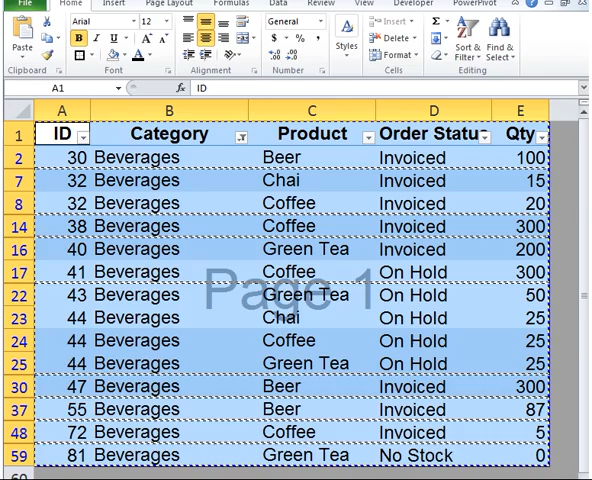 File Home Insert Page Layout Formulas Data Review View Developer PowerPivot
Paste Arial 12 General Insert
B I U $ % , Styles Delete Sort & Find &
A Format Filter Select
Clipboard Font Alignment Number Cells Editing
A1 fx ID
A B C D E
1 ID Category Product Order Status Qty
2 30 Beverages Beer Invoiced 100
7 32 Beverages Chai Invoiced 15
8 32 Beverages Coffee Invoiced 20
14 38 Beverages Coffee Invoiced 300
16 40 Beverages Green Tea Invoiced 200
17 41 Beverages Coffee On Hold 300
Page 1
22 43 Beverages Green Tea On Hold 50
23 44 Beverages Chai On Hold 25
24 44 Beverages Coffee On Hold 25
25 44 Beverages Green Tea On Hold 25
30 47 Beverages Beer Invoiced 300
37 55 Beverages Beer Invoiced 87
48 72 Beverages Coffee Invoiced 5
59 81 Beverages Green Tea No Stock 0
60